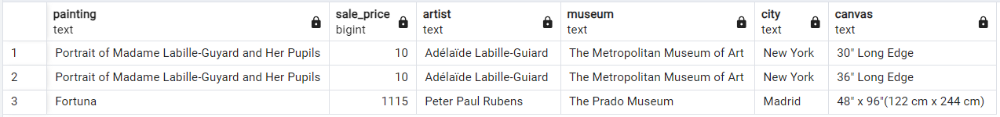 painting sale_price artist museum city canvas
text bigint text text text text
1 Portrait of Madame Labille-Guyard and Her Pupils 10 Adélaïde Labille-Guiard The Metropolitan Museum of Art New York 30" Long Edge
2 Portrait of Madame Labille-Guyard and Her Pupils 10 Adélaïde Labille-Guiard The Metropolitan Museum of Art New York 36" Long Edge
3 Fortuna 1115 Peter Paul Rubens The Prado Museum Madrid 48" x 96"(122 cm x 244 cm)